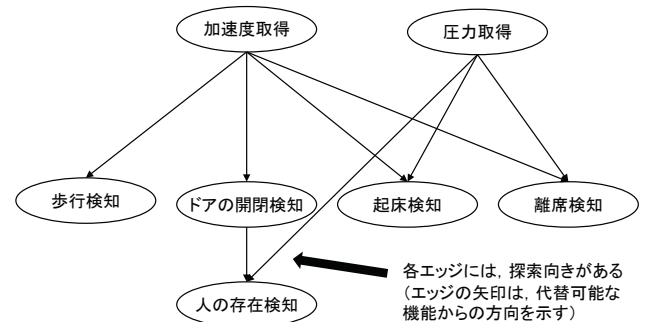 加速度取得
圧力取得
歩行検知
ドアの開閉検知
起床検知
離席検知
人の存在検知
各エッジには，探索向きがある
（エッジの矢印は，代替可能な
機能からの方向を示す）